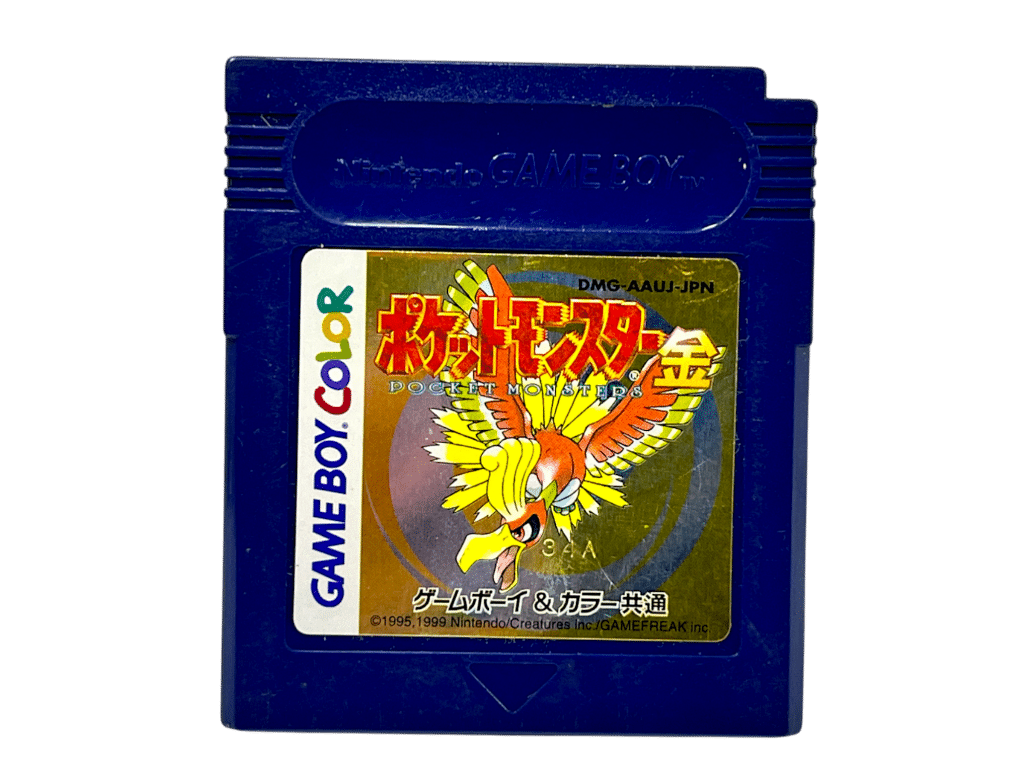 Nintendo GAME BOY TM
GAME BOY® COLOR
DMG-AAUJ-JPN
ポケットモンスター 金
POCKET MONSTERS®
34A
ゲームボーイ & カラー共通
©1995,1999 Nintendo/Creatures inc./GAMEFREAK inc.